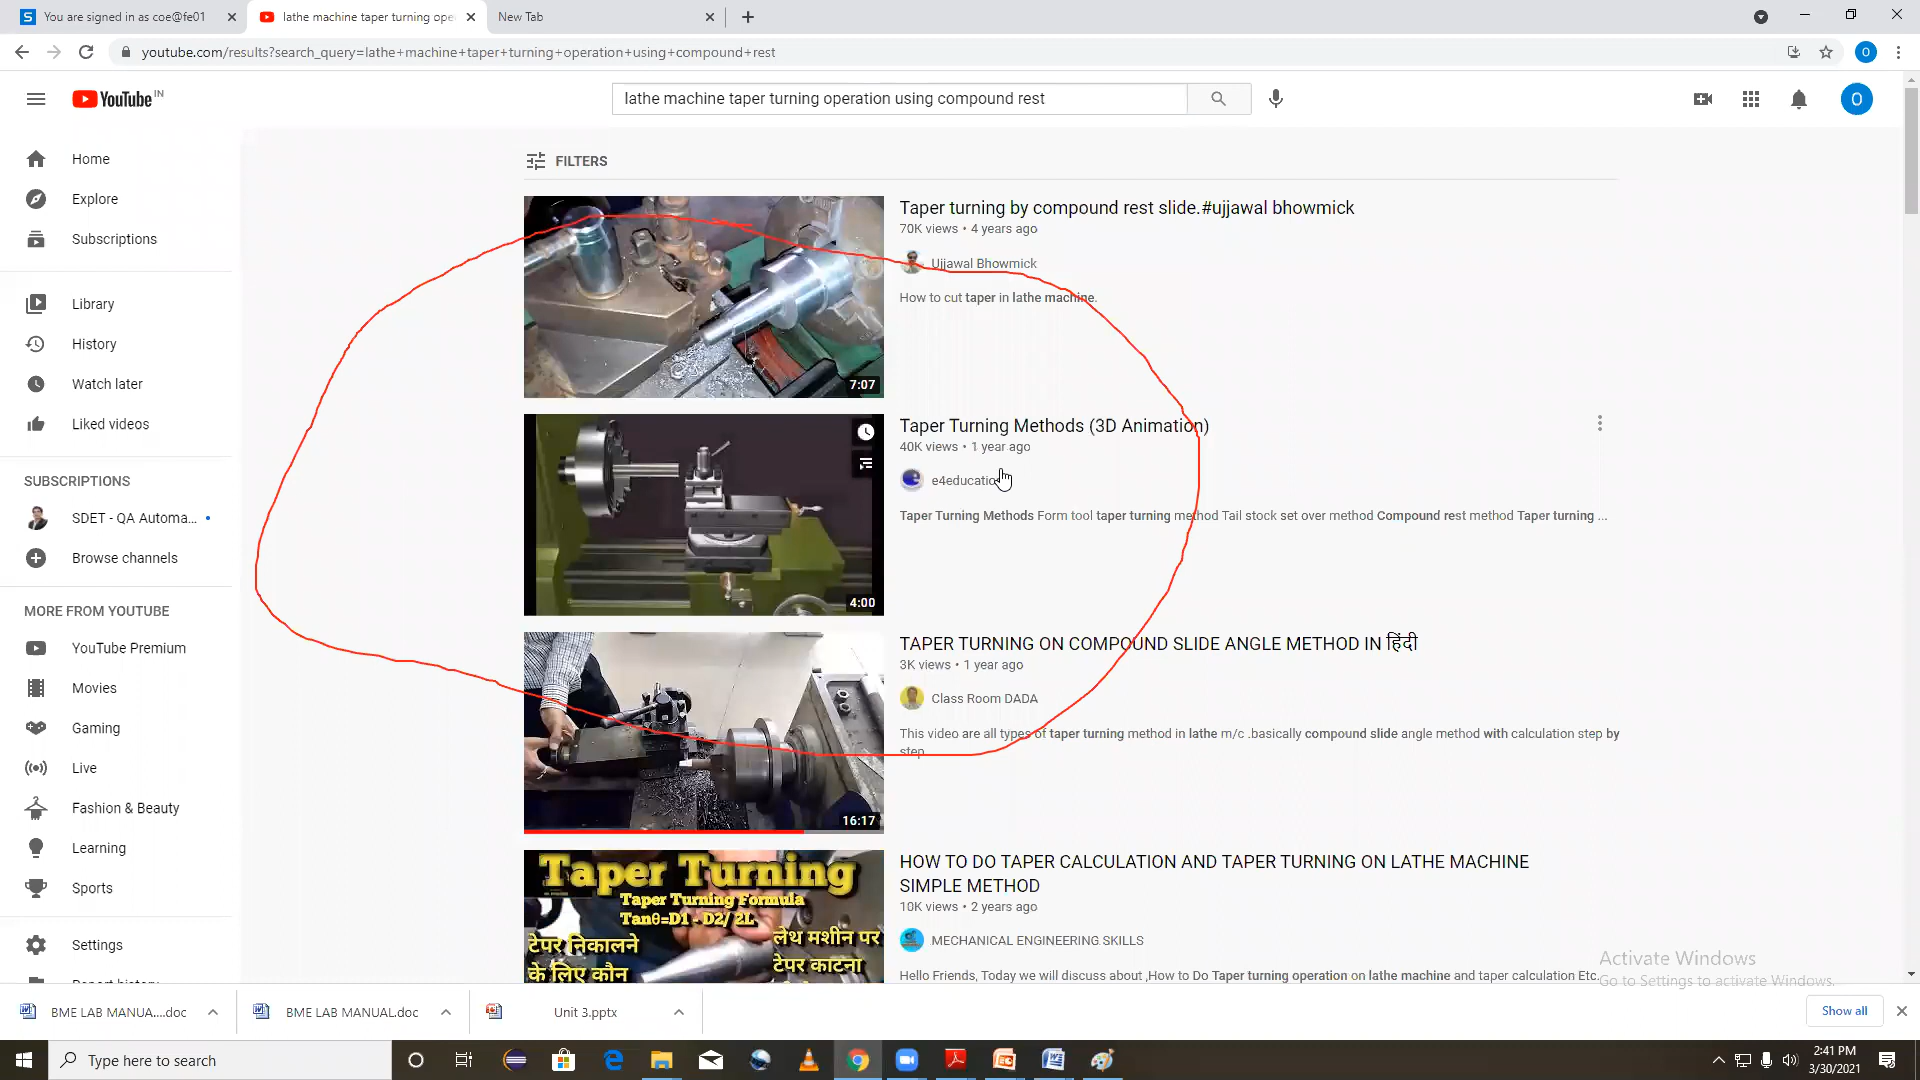 You are signed in as coe@fe01
lathe machine taper turning ope
New Tab
youtube.com/results?search_query=lathe+machine+taper+turning+operation+using+compound+rest
O
YouTube IN
lathe machine taper turning operation using compound rest
O
Home
Explore
Subscriptions
Library
History
Watch later
Liked videos
SUBSCRIPTIONS
SDET - QA Automa...
Browse channels
MORE FROM YOUTUBE
YouTube Premium
Movies
Gaming
Live
Fashion & Beauty
Learning
Sports
Settings
Report history
FILTERS
7:07
Taper turning by compound rest slide.#ujjawal bhowmick
70K views • 4 years ago
Ujjawal Bhowmick
How to cut taper in lathe machine.
4:00
Taper Turning Methods (3D Animation)
40K views • 1 year ago
e4educatio
Taper Turning Methods Form tool taper turning method Tail stock set over method Compound rest method Taper turning ...
16:17
TAPER TURNING ON COMPOUND SLIDE ANGLE METHOD IN हिंदी
3K views • 1 year ago
Class Room DADA
This video are all types of taper turning method in lathe m/c .basically compound slide angle method with calculation step by
step
Taper Turning
Taper Turning Formula
Tanθ=D1 - D2/ 2L
टेपर निकालने
के लिए कौन
लेथ मशीन पर
टेपर काटना
HOW TO DO TAPER CALCULATION AND TAPER TURNING ON LATHE MACHINE
SIMPLE METHOD
10K views • 2 years ago
MECHANICAL ENGINEERING SKILLS
Hello Friends, Today we will discuss about ,How to Do Taper turning operation on lathe machine and taper calculation Etc.
Activate Windows
Go to Settings to activate Windows.
BME LAB MANUA....doc
BME LAB MANUAL.doc
Unit 3.pptx
Show all
Type here to search
2:41 PM
3/30/2021